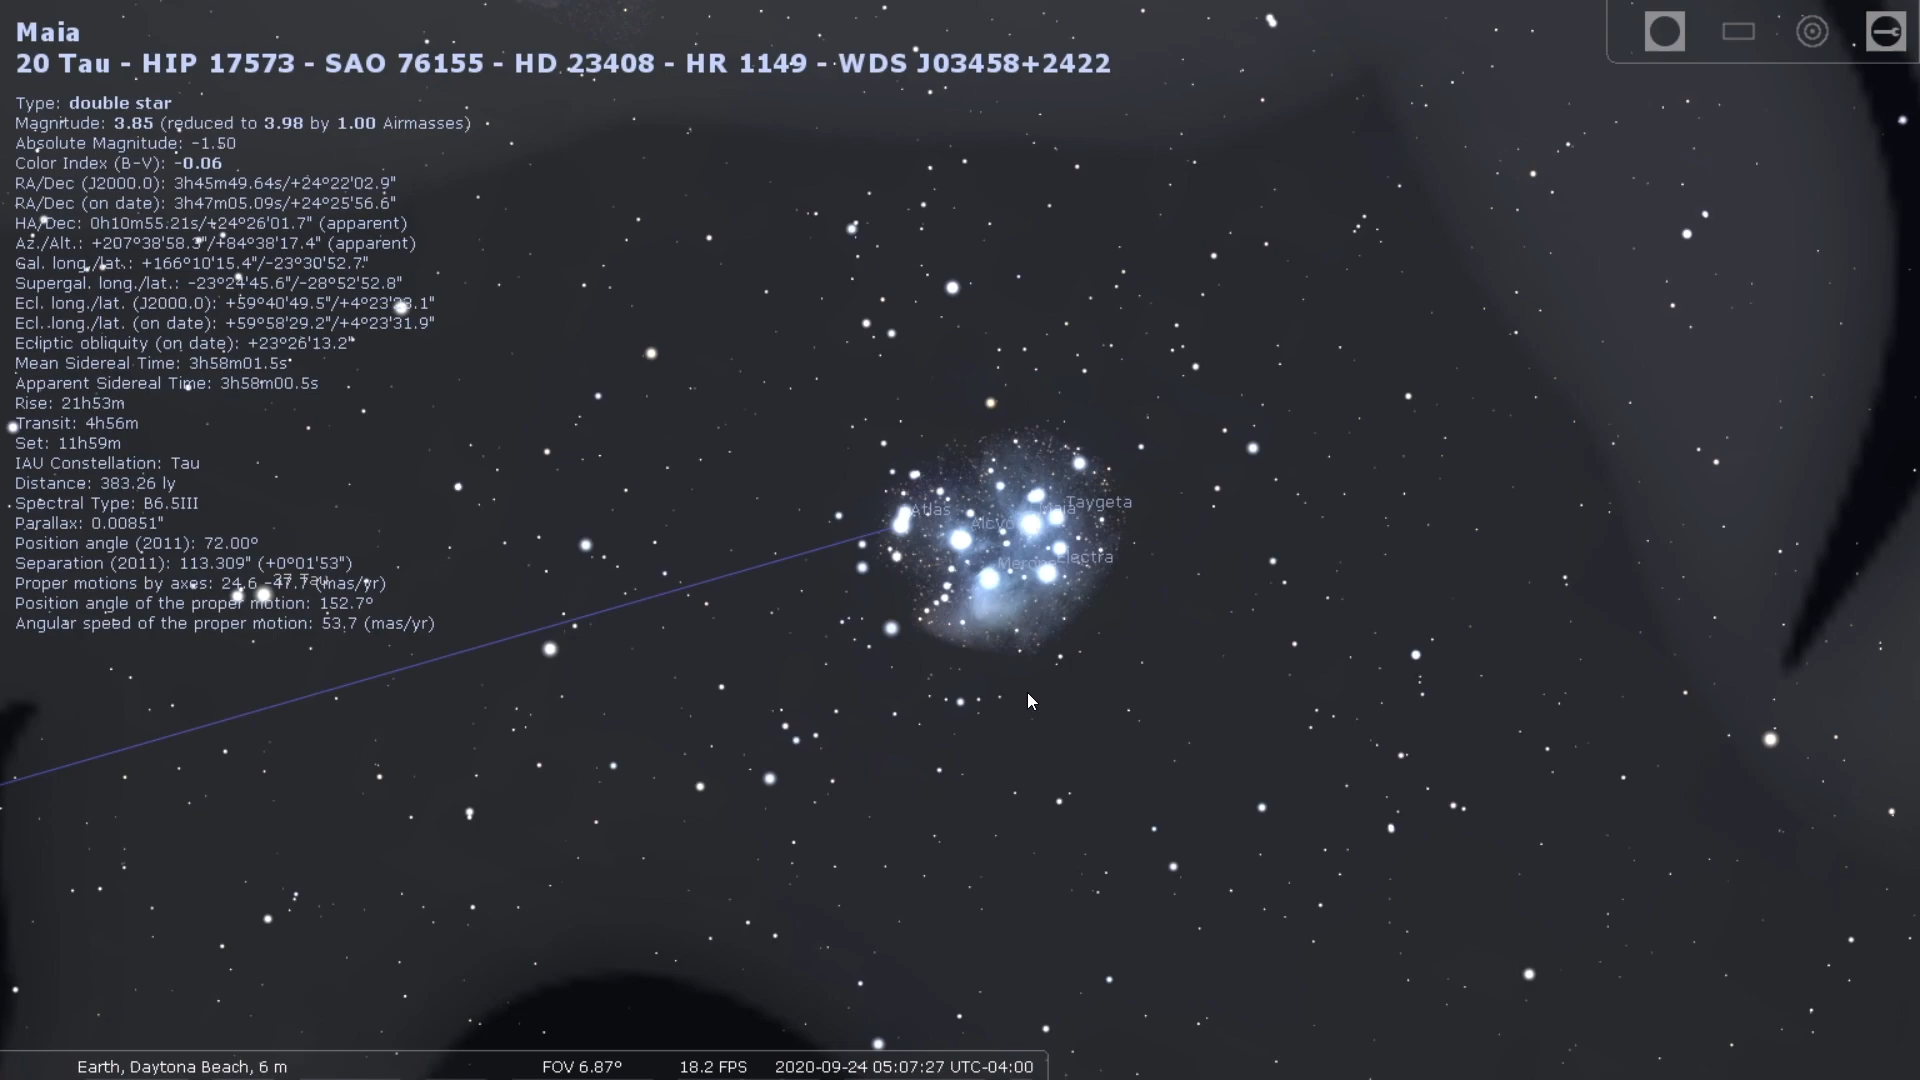 Maia
20 Tau - HIP 17573 - SAO 76155 - HD 23408 - HR 1149 - WDS J03458+2422
Type: double star
Magnitude: 3.85 (reduced to 3.98 by 1.00 Airmasses)
Absolute Magnitude: -1.50
Color Index (B-V): -0.06
RA/Dec (J2000.0): 3h45m49.64s/+24°22'02.9"
RA/Dec (on date): 3h47m05.09s/+24°25'56.6"
HA/Dec: 0h10m55.21s/+24°26'01.7" (apparent)
Az./Alt.: +207°38'58.3"/+84°38'17.4" (apparent)
Gal. long./lat.: +166°10'15.4"/-23°30'52.7"
Supergal. long./lat.: -23°24'45.6"/-28°52'52.8"
Ecl. long./lat. (J2000.0): +59°40'49.5"/+4°23'23.1"
Ecl. long./lat. (on date): +59°58'29.2"/+4°23'31.9"
Ecliptic obliquity (on date): +23°26'13.2"
Mean Sidereal Time: 3h58m01.5s
Apparent Sidereal Time: 3h58m00.5s
Rise: 21h53m
Transit: 4h56m
Set: 11h59m
IAU Constellation: Tau
Distance: 383.26 ly
Spectral Type: B6.5III
Parallax: 0.00851"
Position angle (2011): 72.00°
Separation (2011): 113.309" (+0°01'53")
Proper motions by axes: 24.6 -47.7 (mas/yr)
Position angle of the proper motion: 152.7°
Angular speed of the proper motion: 53.7 (mas/yr)
37 Tau
Taygeta
Atlas
Maia
Alcyo
Electra
Merope
Earth, Daytona Beach, 6 m
FOV 6.87°
18.2 FPS
2020-09-24 05:07:27 UTC-04:00